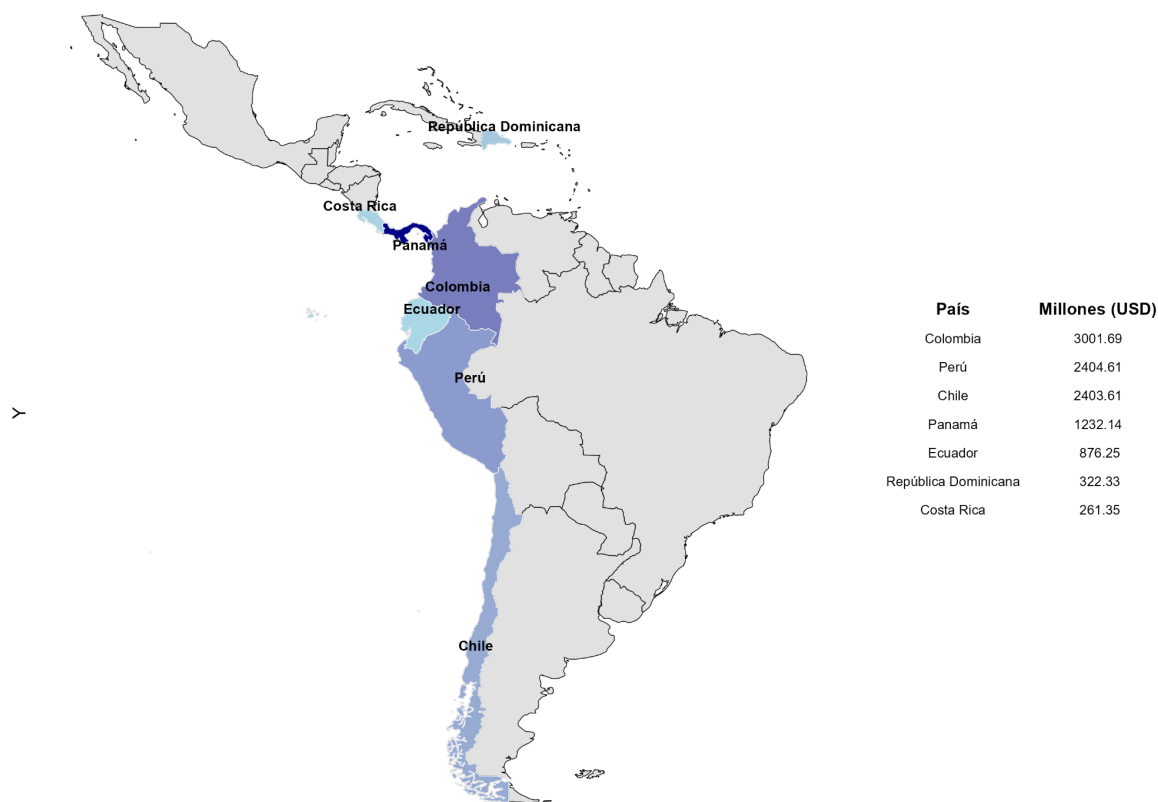 República Dominicana
Costa Rica
Panamá
Colombia
Ecuador
Perú
Chile
Y
País Millones (USD)
Colombia 3001.69
Perú 2404.61
Chile 2403.61
Panamá 1232.14
Ecuador 876.25
República Dominicana 322.33
Costa Rica 261.35